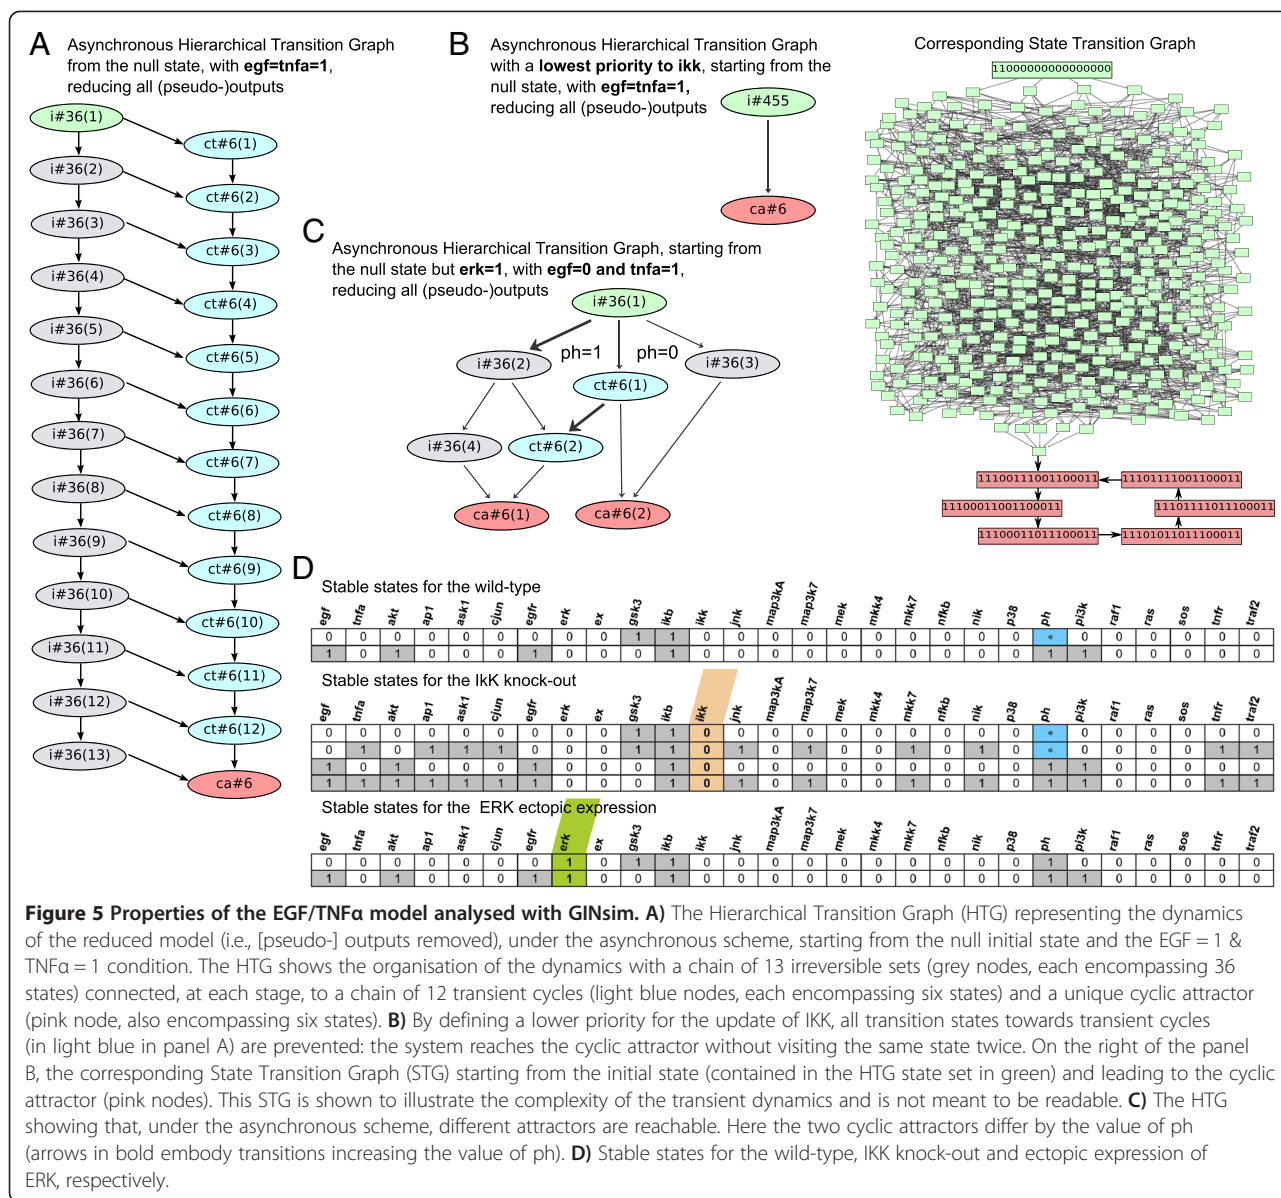 A
Asynchronous Hierarchical Transition Graph
from the null state, with egf=tnfa=1,
reducing all (pseudo-)outputs
i#36(1)
ct#6(1)
i#36(2)
ct#6(2)
i#36(3)
ct#6(3)
i#36(4)
ct#6(4)
i#36(5)
ct#6(5)
i#36(6)
ct#6(6)
i#36(7)
ct#6(7)
i#36(8)
ct#6(8)
i#36(9)
ct#6(9)
i#36(10)
ct#6(10)
i#36(11)
ct#6(11)
i#36(12)
ct#6(12)
i#36(13)
ca#6
B
Asynchronous Hierarchical Transition Graph
with a lowest priority to ikk, starting from the
null state, with egf=tnfa=1,
reducing all (pseudo-)outputs
i#455
ca#6
Corresponding State Transition Graph
11000000000000000
11100111001100011 11101111001100011
11100011001100011 11101111011100011
11100011011100011 11101011011100011
C
Asynchronous Hierarchical Transition Graph, starting from
the null state but erk=1, with egf=0 and tnfa=1,
reducing all (pseudo-)outputs
i#36(1)
ph=1 ph=0
i#36(2) i#36(3)
ct#6(1)
i#36(4) ct#6(2)
ca#6(1) ca#6(2)
D
Stable states for the wild-type
egf tnfa akt ap1 ask1 cjun egfr erk ex gsk3 ikb ikk jnk map3kA map3k7 mek mkk4 mkk7 nfkb nik p38 ph pi3k raf1 ras sos tnfr traf2
0 0 0 0 0 0 0 0 0 1 1 0 0 0 0 0 0 0 0 0 0 * 0 0 0 0 0 0
1 0 1 0 0 0 1 0 0 0 1 0 0 0 0 0 0 0 0 0 0 1 1 0 0 0 0 0
Stable states for the IkK knock-out
egf tnfa akt ap1 ask1 cjun egfr erk ex gsk3 ikb ikk jnk map3kA map3k7 mek mkk4 mkk7 nfkb nik p38 ph pi3k raf1 ras sos tnfr traf2
0 0 0 0 0 0 0 0 0 1 1 0 0 0 0 0 0 0 0 0 0 * 0 0 0 0 0 0
0 1 0 1 1 1 0 0 0 1 1 0 1 0 1 0 0 1 0 1 0 * 0 0 0 0 1 1
1 0 1 0 0 0 1 0 0 0 1 0 0 0 0 0 0 0 0 0 0 1 1 0 0 0 0 0
1 1 1 1 1 1 1 0 0 0 1 0 1 0 1 0 0 1 0 1 0 1 1 0 0 0 1 1
Stable states for the ERK ectopic expression
egf tnfa akt ap1 ask1 cjun egfr erk ex gsk3 ikb ikk jnk map3kA map3k7 mek mkk4 mkk7 nfkb nik p38 ph pi3k raf1 ras sos tnfr traf2
0 0 0 0 0 0 0 1 0 1 1 0 0 0 0 0 0 0 0 0 0 1 0 0 0 0 0 0
1 0 1 0 0 0 1 1 0 0 1 0 0 0 0 0 0 0 0 0 0 1 1 0 0 0 0 0
Figure 5 Properties of the EGF/TNFα model analysed with GINsim. A) The Hierarchical Transition Graph (HTG) representing the dynamics
of the reduced model (i.e., [pseudo-] outputs removed), under the asynchronous scheme, starting from the null initial state and the EGF = 1 &
TNFα = 1 condition. The HTG shows the organisation of the dynamics with a chain of 13 irreversible sets (grey nodes, each encompassing 36
states) connected, at each stage, to a chain of 12 transient cycles (light blue nodes, each encompassing six states) and a unique cyclic attractor
(pink node, also encompassing six states). B) By defining a lower priority for the update of IKK, all transition states towards transient cycles
(in light blue in panel A) are prevented: the system reaches the cyclic attractor without visiting the same state twice. On the right of the panel
B, the corresponding State Transition Graph (STG) starting from the initial state (contained in the HTG state set in green) and leading to the cyclic
attractor (pink nodes). This STG is shown to illustrate the complexity of the transient dynamics and is not meant to be readable. C) The HTG
showing that, under the asynchronous scheme, different attractors are reachable. Here the two cyclic attractors differ by the value of ph
(arrows in bold embody transitions increasing the value of ph). D) Stable states for the wild-type, IKK knock-out and ectopic expression of
ERK, respectively.